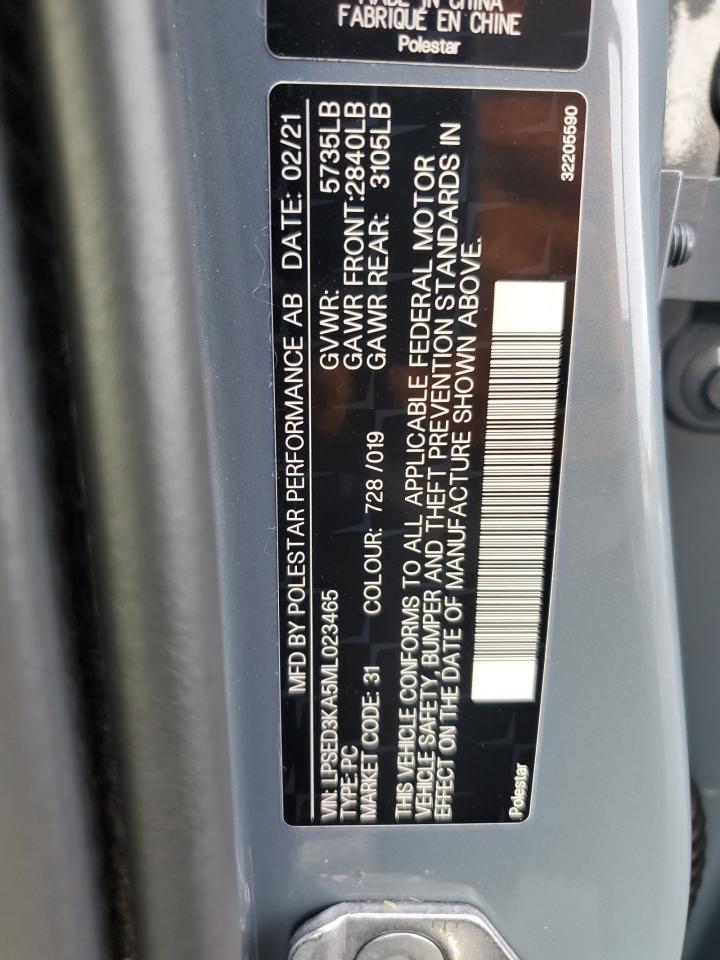 MADE IN CHINA
FABRIQUÉ EN CHINE
Polestar
MFD BY POLESTAR PERFORMANCE AB DATE: 02/21
VIN: LPSED3KA5ML023465 GVWR: 5735LB
TYPE: PC GAWR FRONT:2840LB
MARKET CODE: 31 COLOUR: 728 /019 GAWR REAR: 3105LB
THIS VEHICLE CONFORMS TO ALL APPLICABLE FEDERAL MOTOR
VEHICLE SAFETY, BUMPER AND THEFT PREVENTION STANDARDS IN
EFFECT ON THE DATE OF MANUFACTURE SHOWN ABOVE.
Polestar 32205590